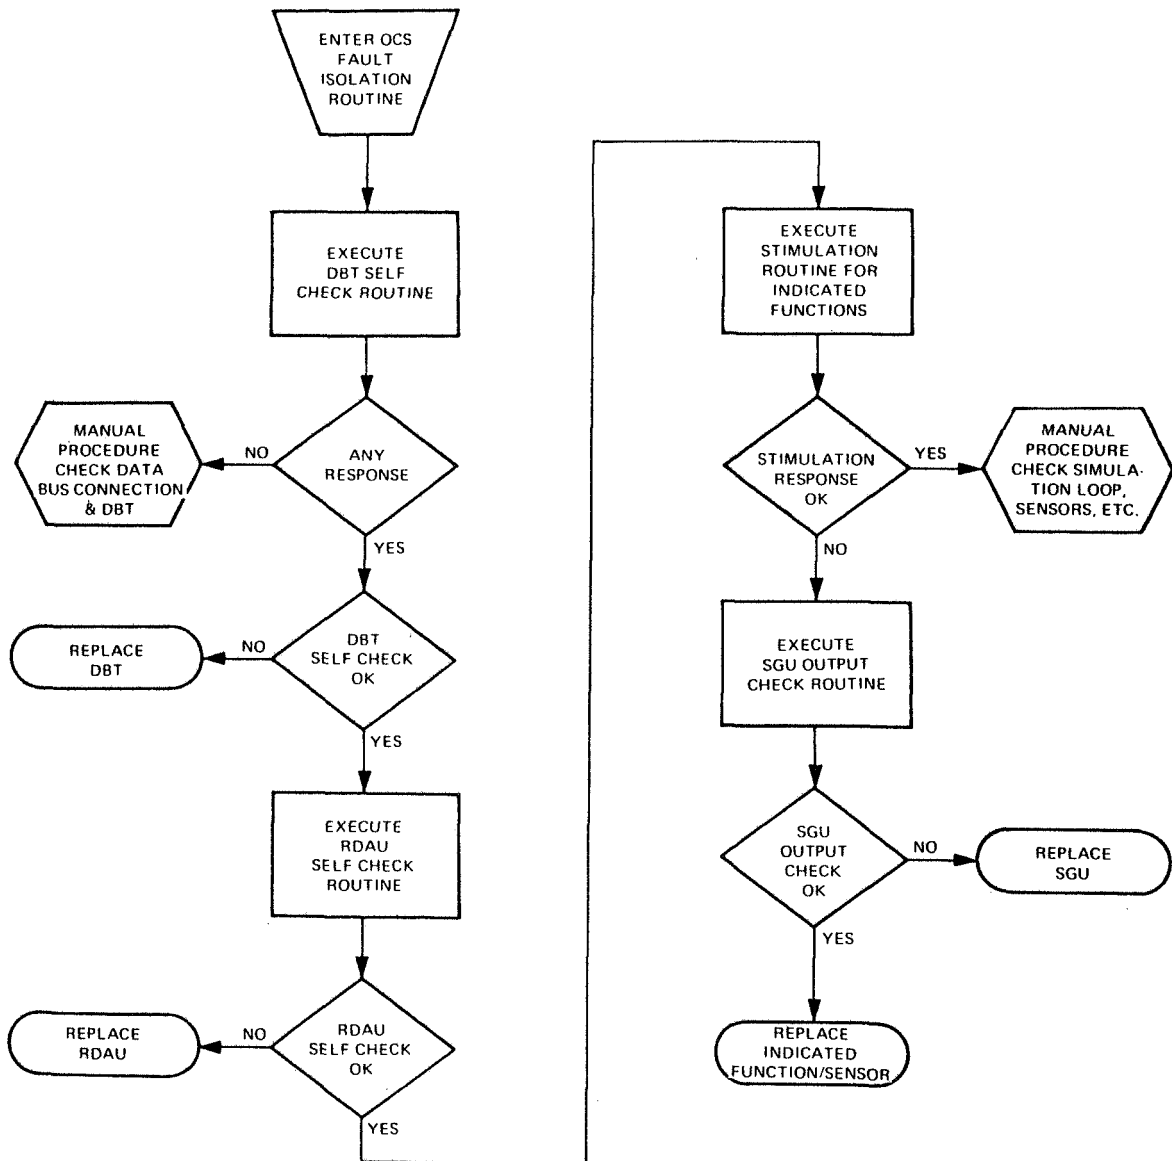 ENTER OCS
FAULT
ISOLATION
ROUTINE
EXECUTE
DBT SELF
CHECK ROUTINE
ANY
RESPONSE
NO
MANUAL
PROCEDURE
CHECK DATA
BUS CONNECTION
& DBT
YES
DBT
SELF CHECK
OK
NO
REPLACE
DBT
YES
EXECUTE
RDAU
SELF CHECK
ROUTINE
RDAU
SELF CHECK
OK
NO
REPLACE
RDAU
YES
EXECUTE
STIMULATION
ROUTINE FOR
INDICATED
FUNCTIONS
STIMULATION
RESPONSE
OK
YES
MANUAL
PROCEDURE
CHECK SIMULA-
TION LOOP,
SENSORS, ETC.
NO
EXECUTE
SGU OUTPUT
CHECK ROUTINE
SGU
OUTPUT
CHECK
OK
NO
REPLACE
SGU
YES
REPLACE
INDICATED
FUNCTION/SENSOR